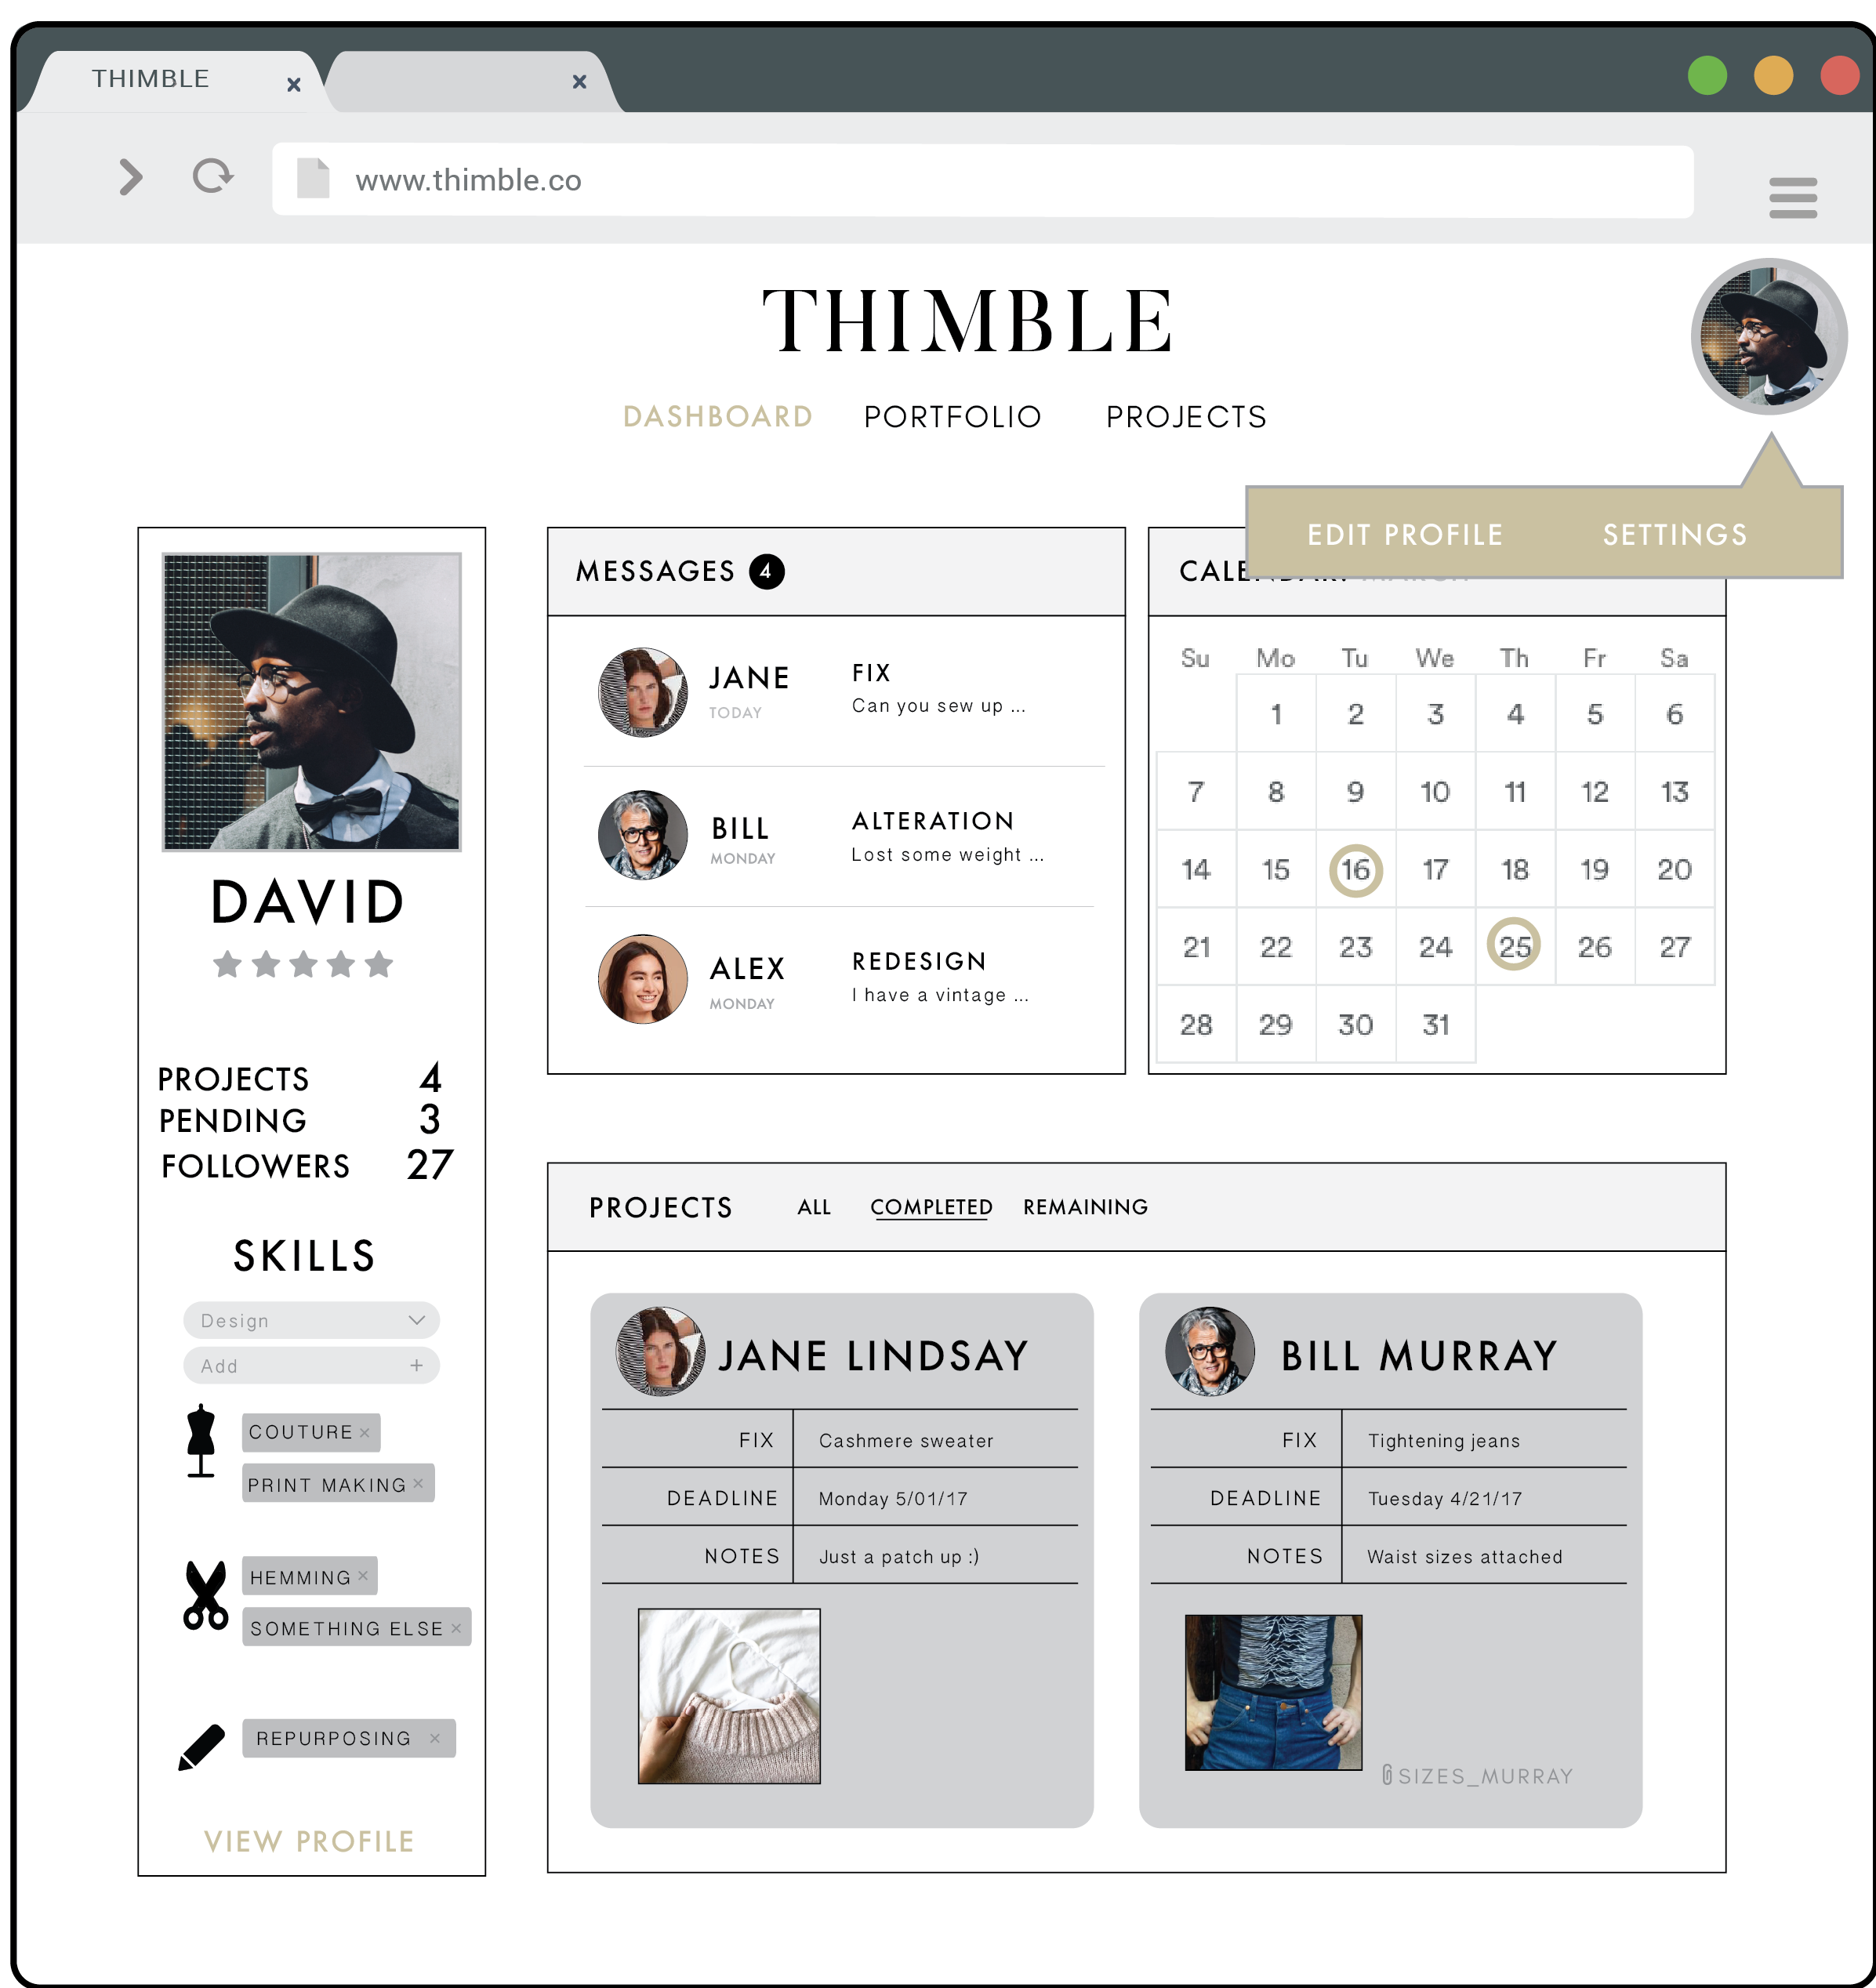 THIMBLE
www.thimble.co
THIMBLE
DASHBOARD PORTFOLIO PROJECTS
EDIT PROFILE SETTINGS
DAVID
PROJECTS 4
PENDING 3
FOLLOWERS 27
SKILLS
Design
Add
COUTURE ×
PRINT MAKING ×
HEMMING ×
SOMETHING ELSE ×
REPURPOSING ×
VIEW PROFILE
MESSAGES 4
JANE
TODAY
FIX
Can you sew up ...
BILL
MONDAY
ALTERATION
Lost some weight ...
ALEX
MONDAY
REDESIGN
I have a vintage ...
CALENDAR: MARCH
Su Mo Tu We Th Fr Sa
1 2 3 4 5 6
7 8 9 10 11 12 13
14 15 16 17 18 19 20
21 22 23 24 25 26 27
28 29 30 31
PROJECTS ALL COMPLETED REMAINING
JANE LINDSAY
FIX Cashmere sweater
DEADLINE Monday 5/01/17
NOTES Just a patch up :)
BILL MURRAY
FIX Tightening jeans
DEADLINE Tuesday 4/21/17
NOTES Waist sizes attached
SIZES_MURRAY